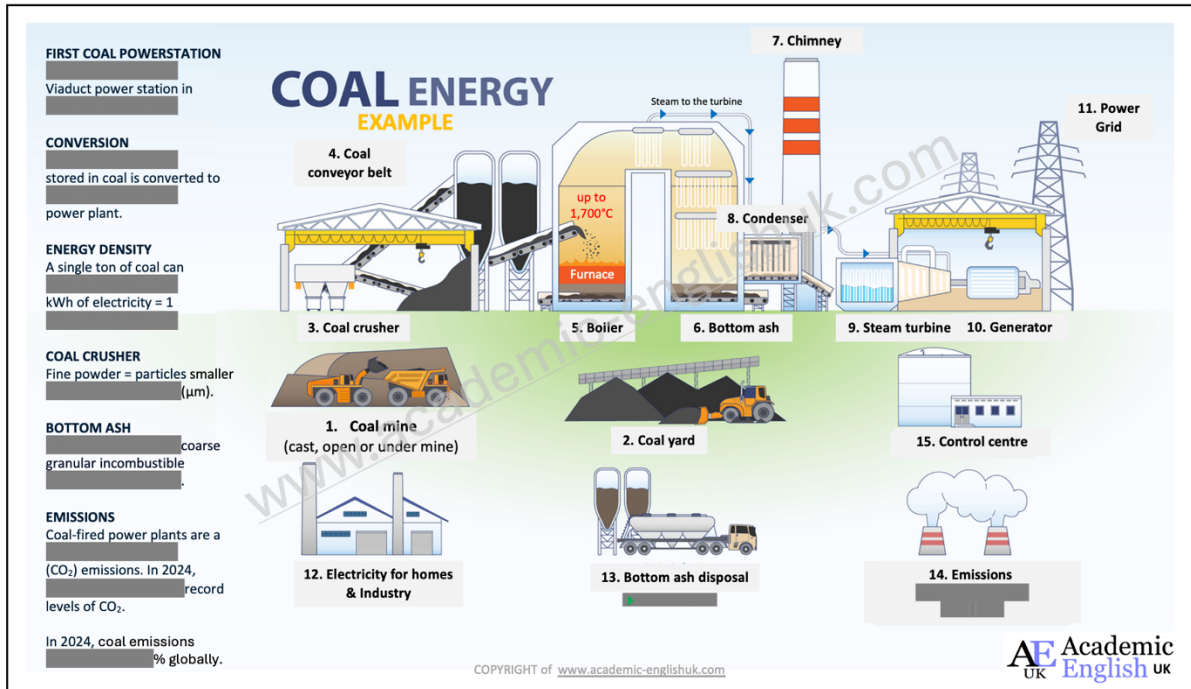 FIRST COAL POWERSTATION
Viaduct power station in
CONVERSION
stored in coal is converted to
power plant.
ENERGY DENSITY
A single ton of coal can
kWh of electricity = 1
COAL CRUSHER
Fine powder = particles smaller
(μm).
BOTTOM ASH
coarse
granular incombustible
.
EMISSIONS
Coal-fired power plants are a
(CO₂) emissions. In 2024,
record
levels of CO₂.
In 2024, coal emissions
% globally.
COAL ENERGY
EXAMPLE
7. Chimney
Steam to the turbine
11. Power
Grid
4. Coal
conveyor belt
up to
1,700°C
8. Condenser
Furnace
3. Coal crusher
5. Boiler
6. Bottom ash
9. Steam turbine
10. Generator
1. Coal mine
(cast, open or under mine)
2. Coal yard
15. Control centre
12. Electricity for homes
& Industry
13. Bottom ash disposal
14. Emissions
www.academic-englishuk.com
COPYRIGHT of www.academic-englishuk.com
AE
UK
Academic
English UK